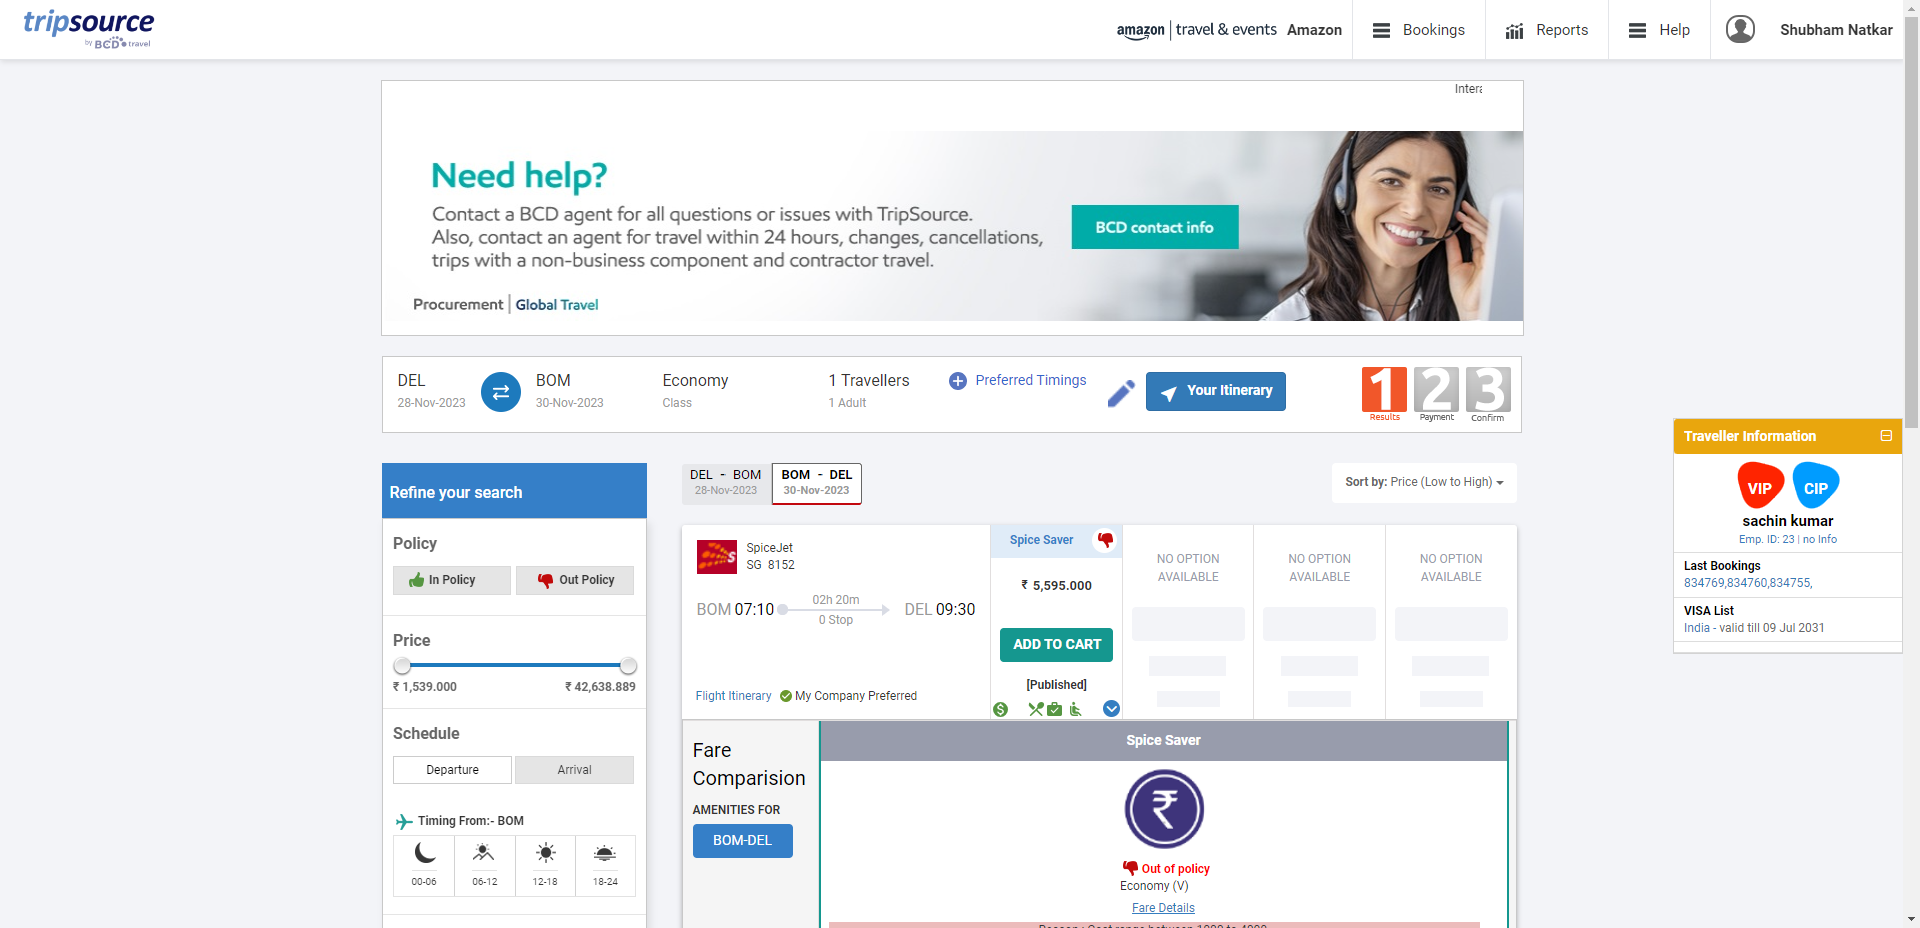 tripsource
by BCD travel
amazon | travel & events Amazon
Bookings
Reports
Help
Shubham Natkar
Need help?
Contact a BCD agent for all questions or issues with TripSource.
Also, contact an agent for travel within 24 hours, changes, cancellations,
trips with a non-business component and contractor travel.
BCD contact info
Procurement | Global Travel
DEL
28-Nov-2023
BOM
30-Nov-2023
Economy
Class
1 Travellers
1 Adult
Preferred Timings
Your Itinerary
1 Results
2 Payment
3 Confirm
Traveller Information
VIP CIP
sachin kumar
Emp. ID: 23 | no Info
Last Bookings
834769,834760,834755,
VISA List
India - valid till 09 Jul 2031
Refine your search
Policy
In Policy
Out Policy
Price
₹ 1,539.000
₹ 42,638.889
Schedule
Departure
Arrival
Timing From:- BOM
00-06
06-12
12-18
18-24
DEL - BOM
28-Nov-2023
BOM - DEL
30-Nov-2023
Sort by: Price (Low to High)
SpiceJet
SG 8152
BOM 07:10
02h 20m
0 Stop
DEL 09:30
Flight Itinerary
My Company Preferred
Spice Saver
₹ 5,595.000
ADD TO CART
[Published]
NO OPTION
AVAILABLE
NO OPTION
AVAILABLE
NO OPTION
AVAILABLE
Fare
Comparision
AMENITIES FOR
BOM-DEL
Spice Saver
₹
Out of policy
Economy (V)
Fare Details